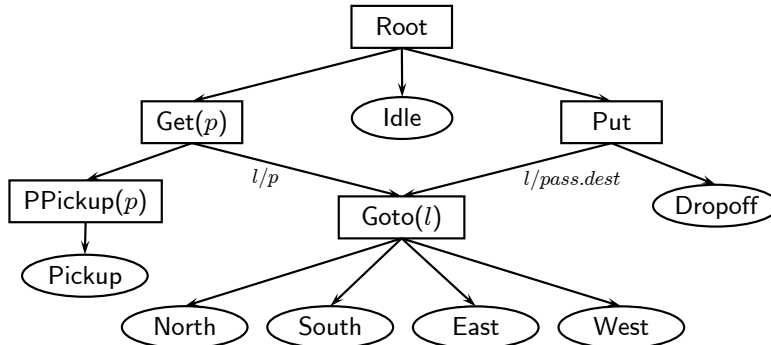 Root
Get(p)
Idle
Put
l/p
l/pass.dest
PPickup(p)
Goto(l)
Dropoff
Pickup
North
South
East
West